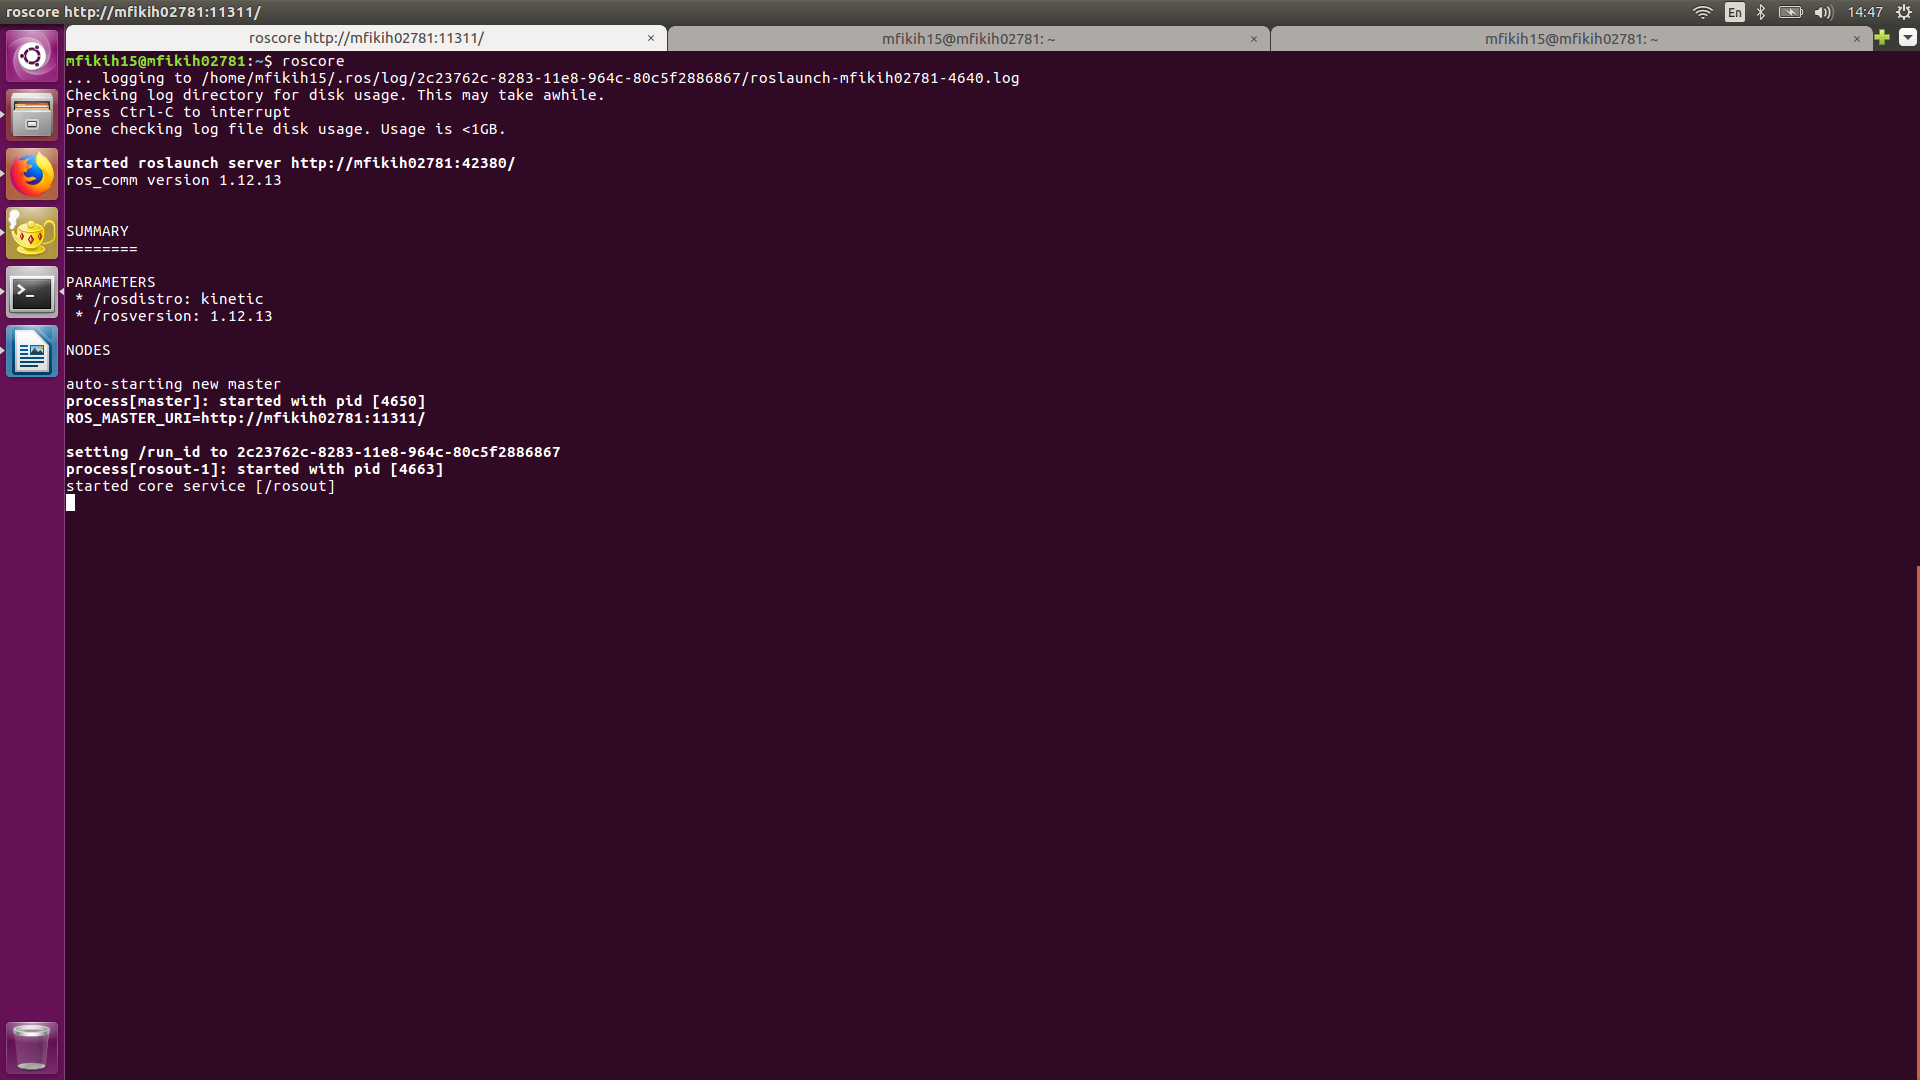 roscore http://mfikih02781:11311/
En
14:47
roscore http://mfikih02781:11311/ ×
mfikih15@mfikih02781: ~ ×
mfikih15@mfikih02781: ~ ×
mfikih15@mfikih02781:~$ roscore
... logging to /home/mfikih15/.ros/log/2c23762c-8283-11e8-964c-80c5f2886867/roslaunch-mfikih02781-4640.log
Checking log directory for disk usage. This may take awhile.
Press Ctrl-C to interrupt
Done checking log file disk usage. Usage is <1GB.
started roslaunch server http://mfikih02781:42380/
ros_comm version 1.12.13
SUMMARY
========
PARAMETERS
* /rosdistro: kinetic
* /rosversion: 1.12.13
NODES
auto-starting new master
process[master]: started with pid [4650]
ROS_MASTER_URI=http://mfikih02781:11311/
setting /run_id to 2c23762c-8283-11e8-964c-80c5f2886867
process[rosout-1]: started with pid [4663]
started core service [/rosout]